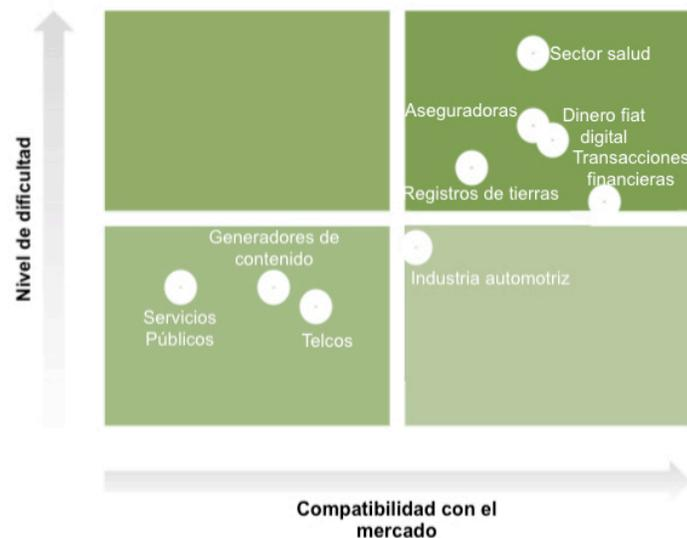 Nivel de dificultad
Sector salud
Aseguradoras
Dinero fiat
digital
Transacciones
financieras
Registros de tierras
Generadores de
contenido
Industria automotriz
Servicios
Públicos
Telcos
Compatibilidad con el
mercado